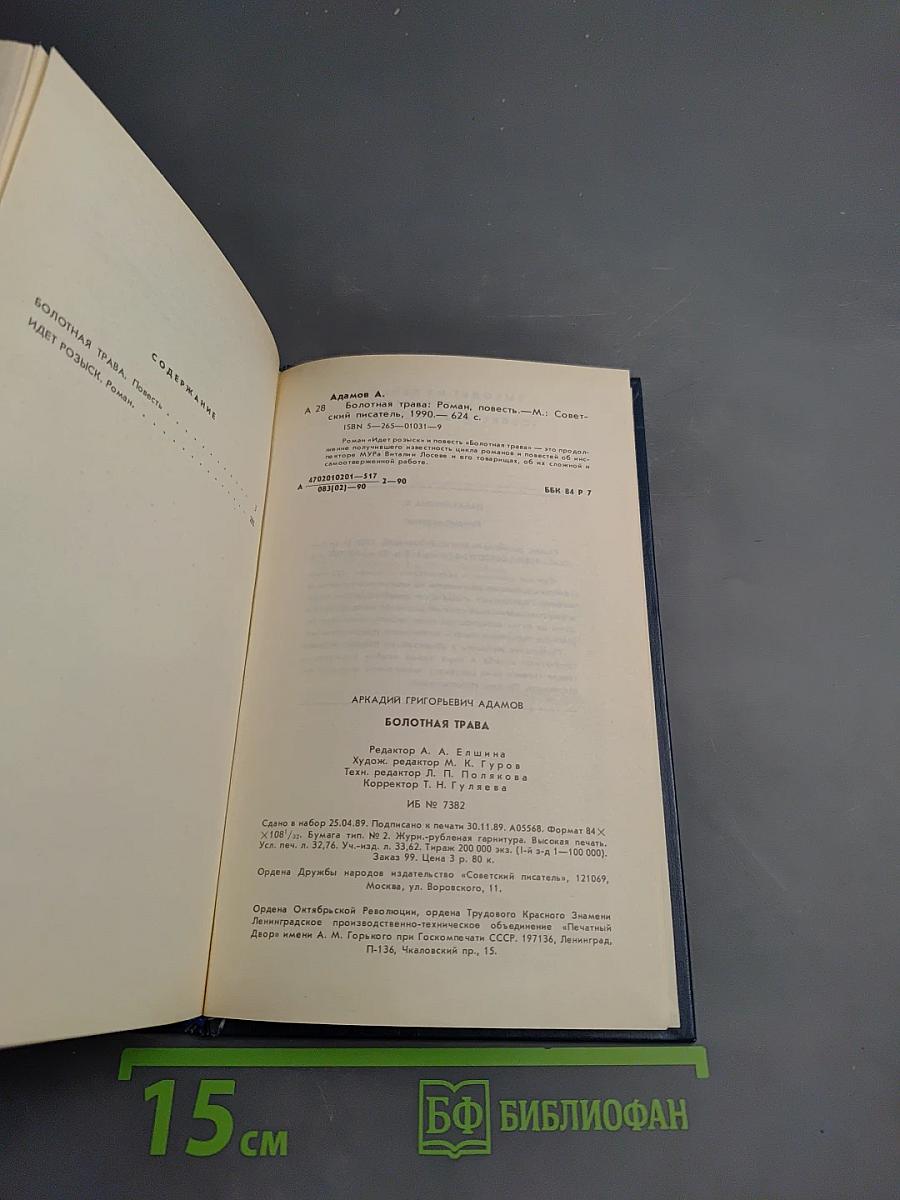 СОДЕРЖАНИЕ
БОЛОТНАЯ ТРАВА. Повесть . . . . . .
ИДЕТ РОЗЫСК. Роман. . . . . . . .
Адамов А.
А 28 Болотная трава: Роман, повесть.—М.: Совет-
ский писатель, 1990.— 624 с.
ISBN 5—265—01031—9
Роман «Идет розыск» и повесть «Болотная трава» — это продол-
жение получившего известность цикла романов и повестей об инс-
пекторе МУРа Виталии Лосеве и его товарищах, об их сложной и
самоотверженной работе.
А 4702010201—517 / 083(02)—90 2—90
ББК 84 Р 7
АРКАДИЙ ГРИГОРЬЕВИЧ АДАМОВ
БОЛОТНАЯ ТРАВА
Редактор А. А. Елшина
Худож. редактор М. К. Гуров
Техн. редактор Л. П. Полякова
Корректор Т. Н. Гуляева
ИБ № 7382
Сдано в набор 25.04.89. Подписано к печати 30.11.89. А05568. Формат 84×
×108¹/₃₂. Бумага тип. № 2. Журн.-рубленая гарнитура. Высокая печать.
Усл. печ. л. 32,76. Уч.-изд. л. 33,62. Тираж 200 000 экз. (I-й з-д 1—100 000).
Заказ 99. Цена 3 р. 80 к.
Ордена Дружбы народов издательство «Советский писатель», 121069,
Москва, ул. Воровского, 11.
Ордена Октябрьской Революции, ордена Трудового Красного Знамени
Ленинградское производственно-техническое объединение «Печатный
Двор» имени А. М. Горького при Госкомпечати СССР. 197136, Ленинград,
П-136, Чкаловский пр., 15.
15 см
БФ БИБЛИОФАН